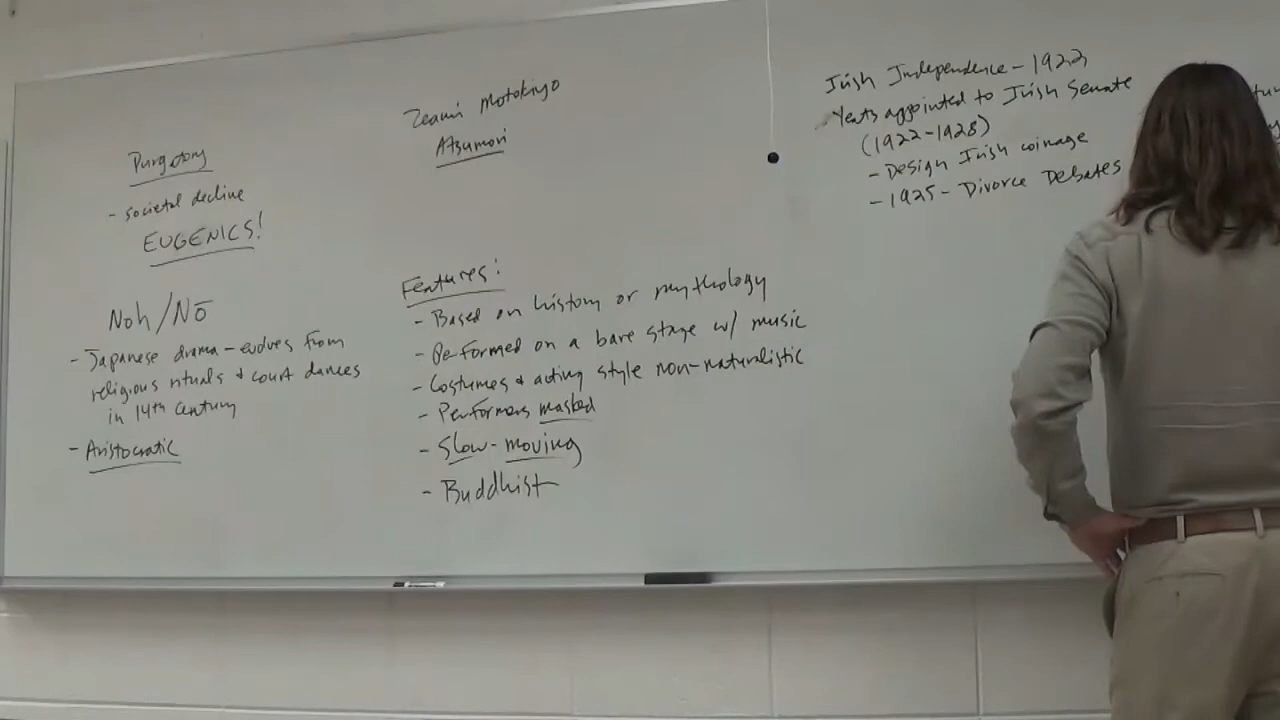 Purgatory
- societal decline
EUGENICS!
Noh/Nō
- Japanese drama - evolves from
religious rituals & court dances
in 14th century
- Aristocratic
Zeami Motokiyo
Atsumori
Features:
- Based on history or mythology
- Performed on a bare stage w/ music
- Costumes & acting style non-naturalistic
- Performers masked
- Slow-moving
- Buddhist
Irish Independence - 1922
Yeats appointed to Irish Senate
(1922-1928)
- Design Irish coinage
- 1925 - Divorce Debates